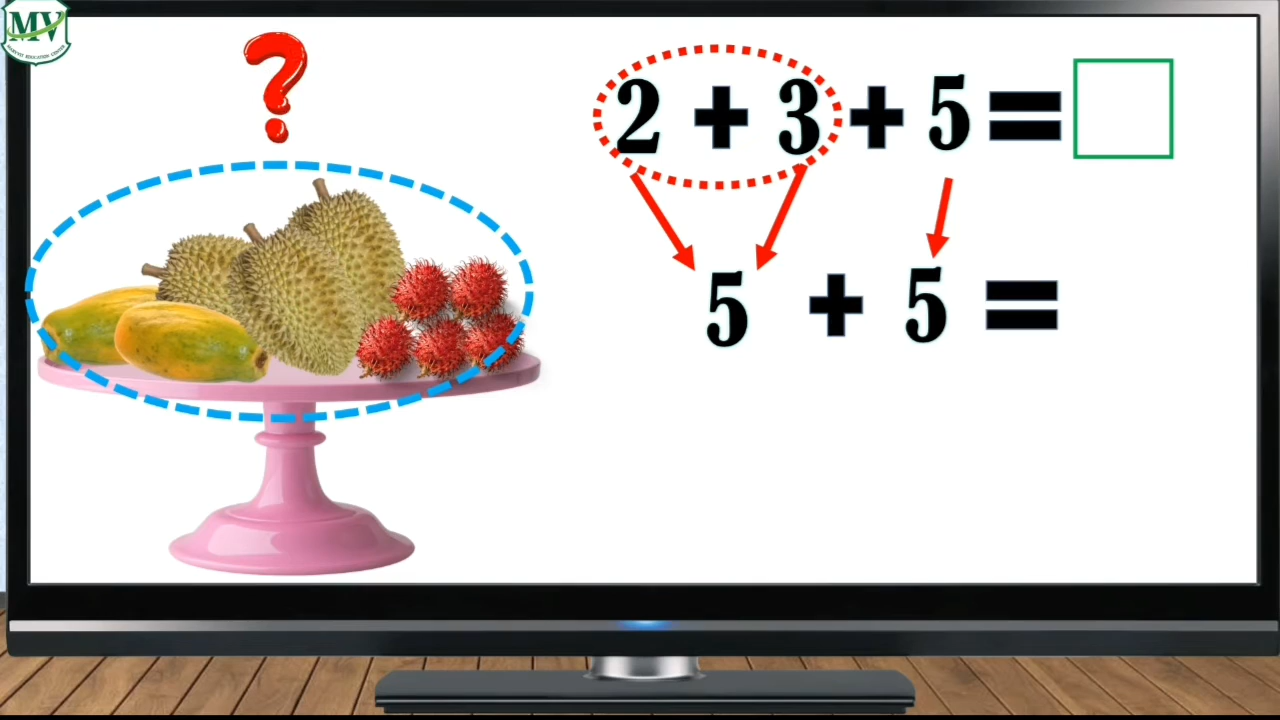 MV
?
2 + 3 + 5 =
5 + 5 =